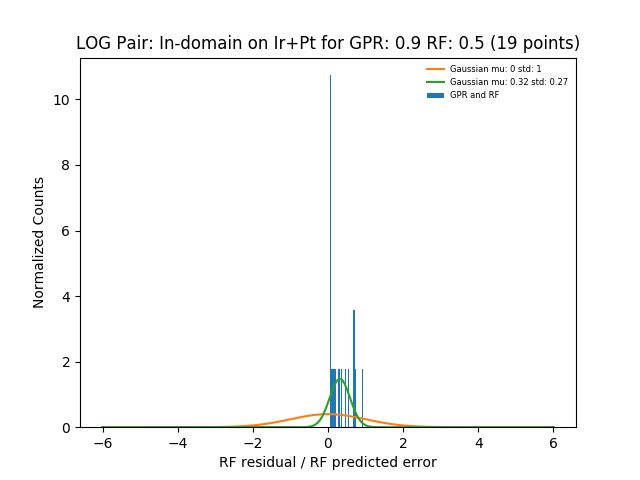 LOG Pair: In-domain on Ir+Pt for GPR: 0.9 RF: 0.5 (19 points)
Gaussian mu: 0 std: 1
Gaussian mu: 0.32 std: 0.27
GPR and RF
Normalized Counts
10
8
6
4
2
0
−6
−4
−2
0
2
4
6
RF residual / RF predicted error